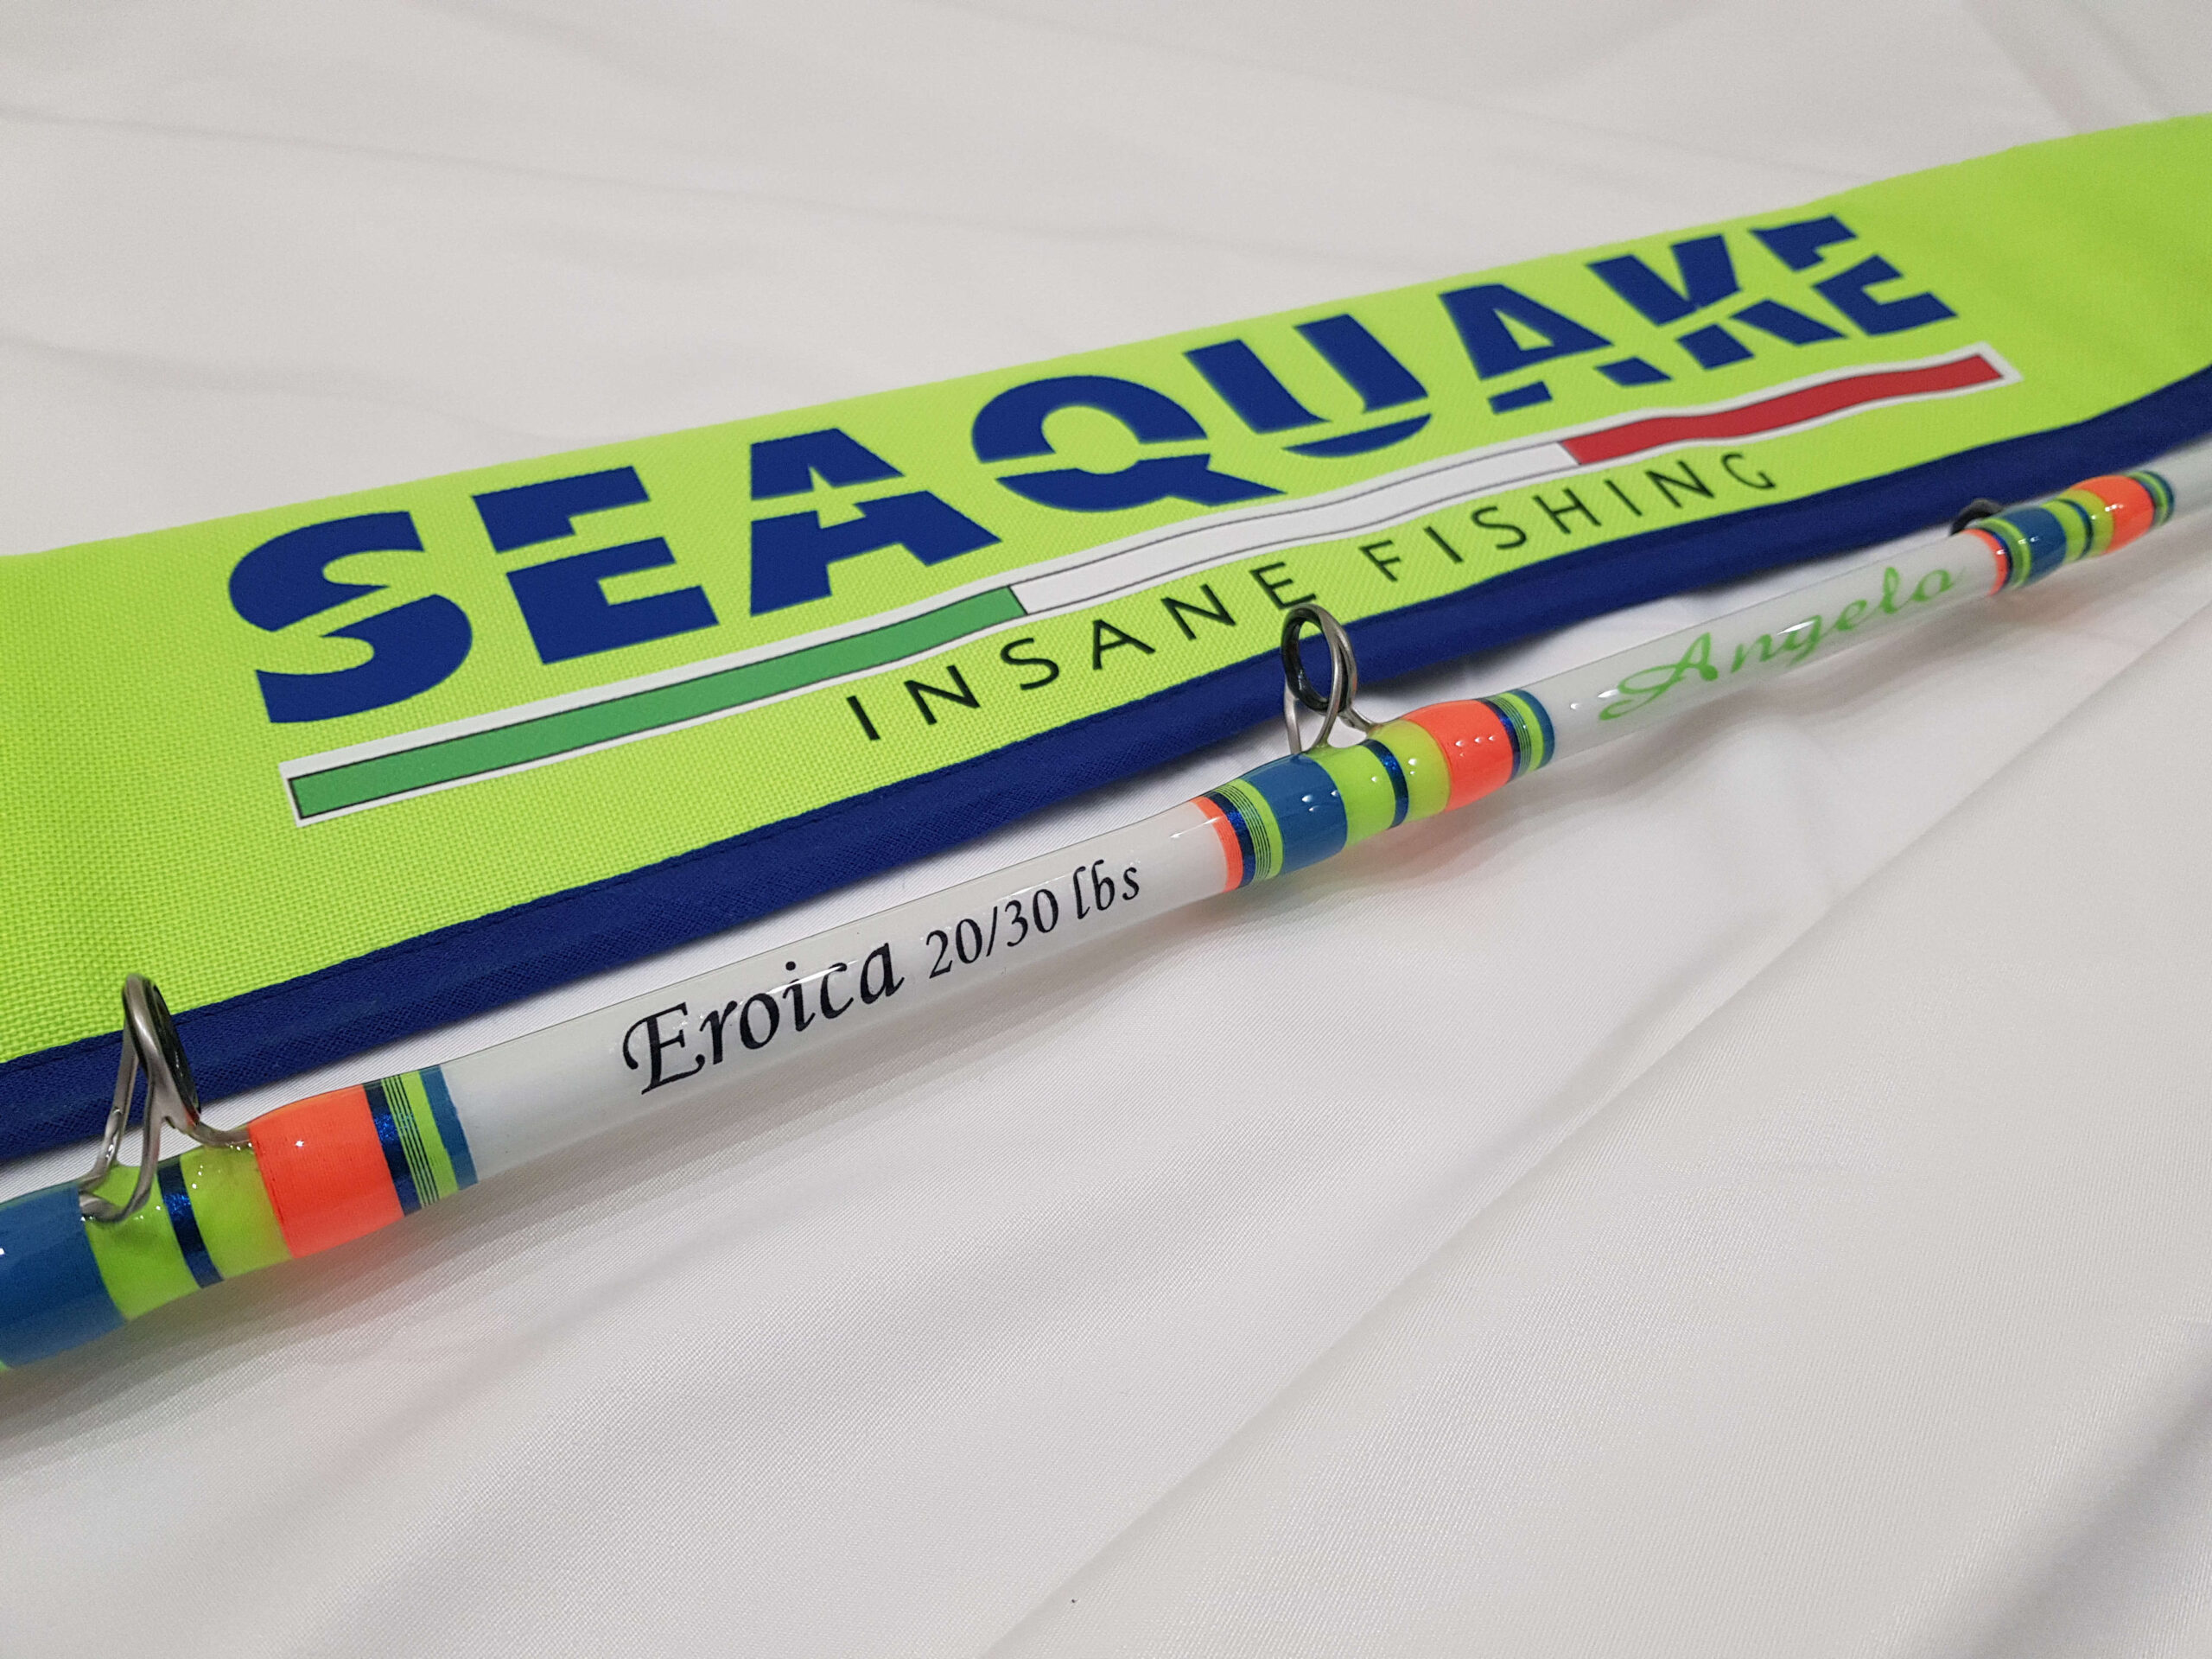 SEAQUAKE
INSANE FISHING
Eroica 20/30 lbs
Angelo